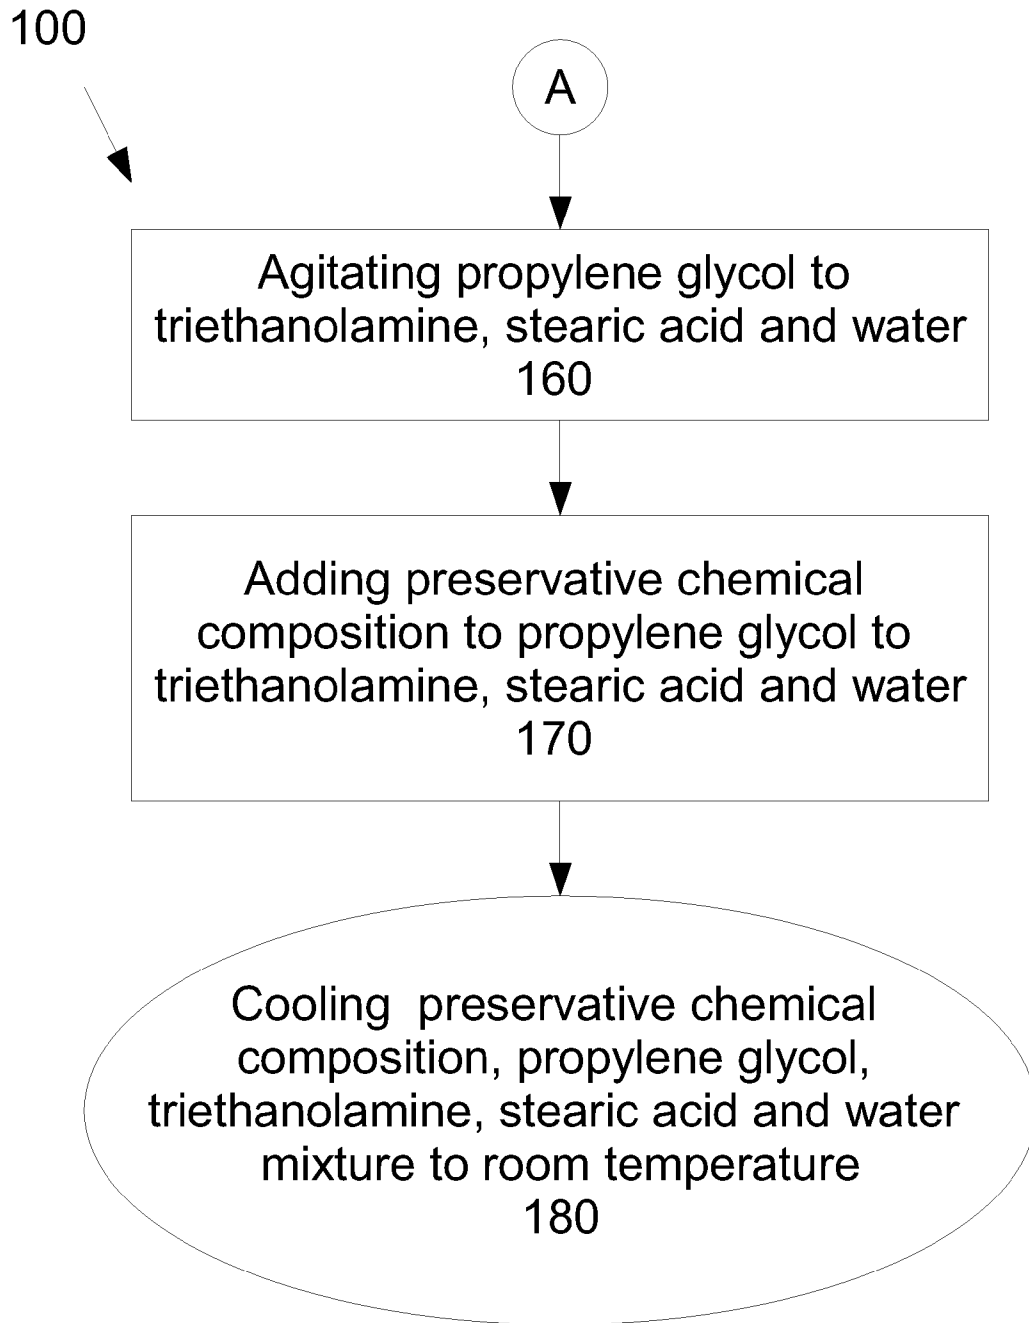 100
A
Agitating propylene glycol to
triethanolamine, stearic acid and water
160
Adding preservative chemical
composition to propylene glycol to
triethanolamine, stearic acid and water
170
Cooling  preservative chemical
composition, propylene glycol,
triethanolamine, stearic acid and water
mixture to room temperature
180